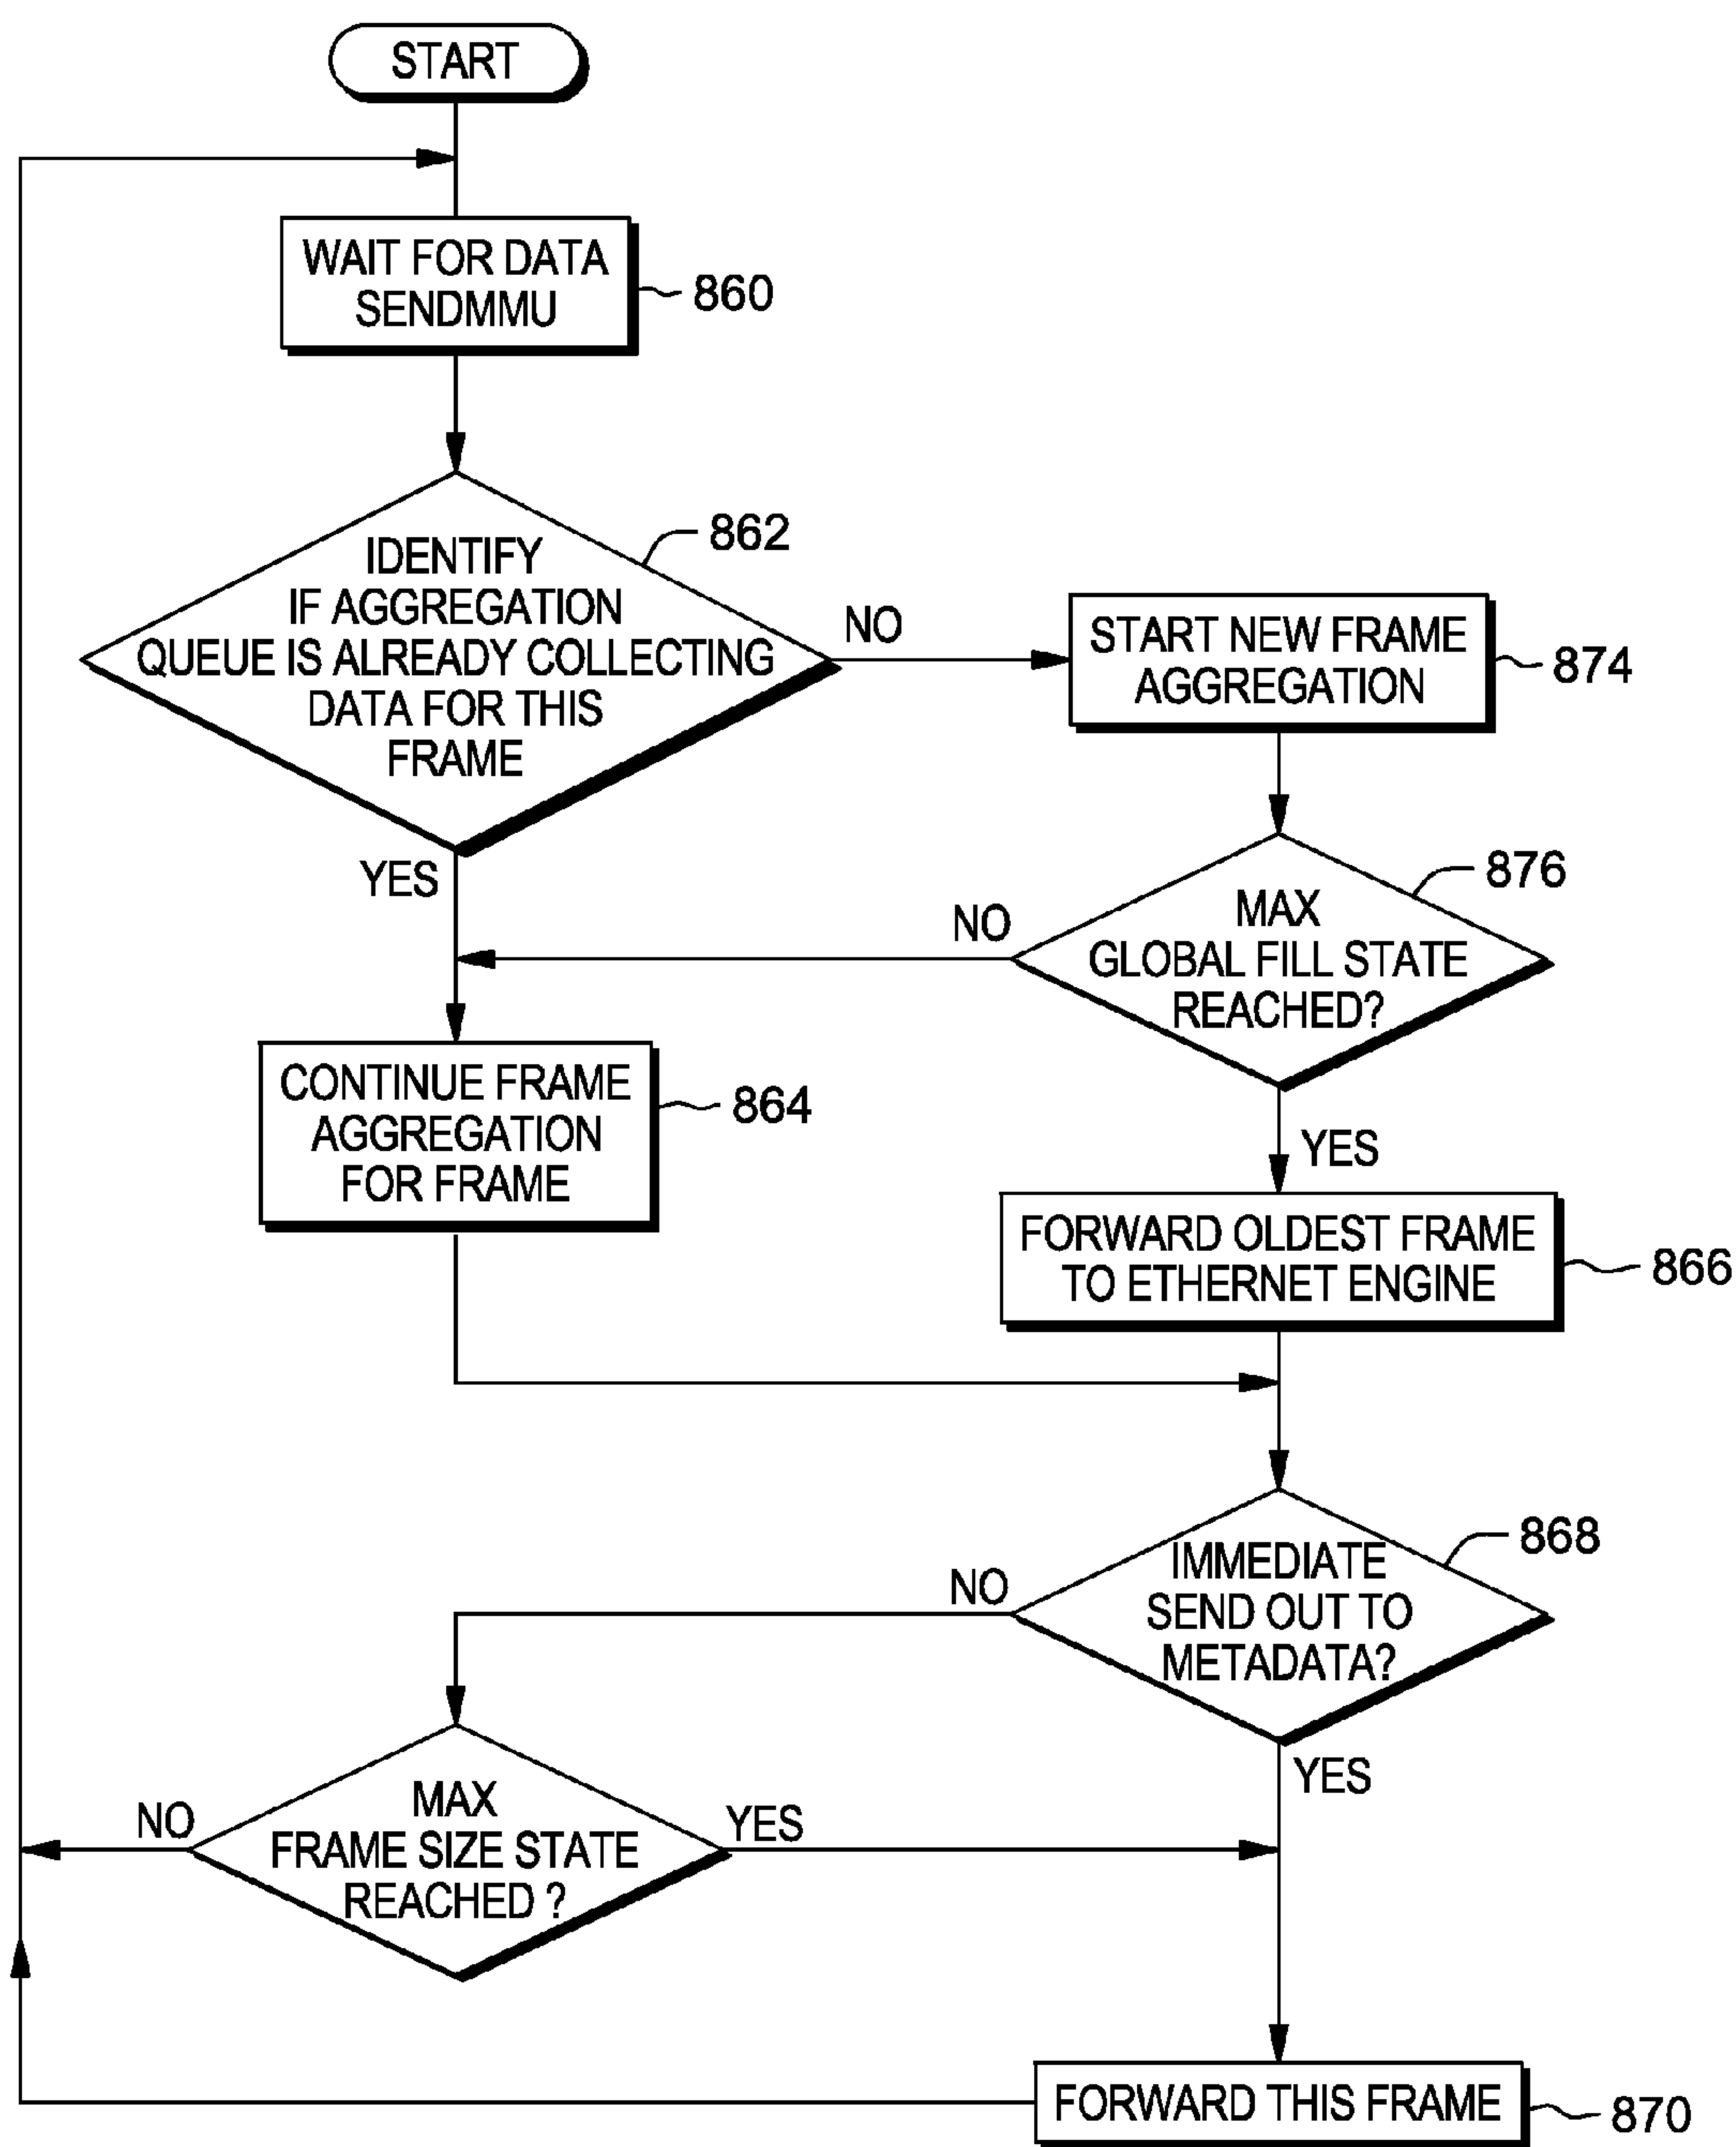 START
WAIT FOR DATA
SENDMMU
860
IDENTIFY
IF AGGREGATION
QUEUE IS ALREADY COLLECTING
DATA FOR THIS
FRAME
862
NO
START NEW FRAME
AGGREGATION
874
YES
MAX
GLOBAL FILL STATE
REACHED?
876
NO
CONTINUE FRAME
AGGREGATION
FOR FRAME
864
YES
FORWARD OLDEST FRAME
TO ETHERNET ENGINE
866
IMMEDIATE
SEND OUT TO
METADATA?
868
NO
YES
MAX
FRAME SIZE STATE
REACHED ?
NO
YES
FORWARD THIS FRAME
870